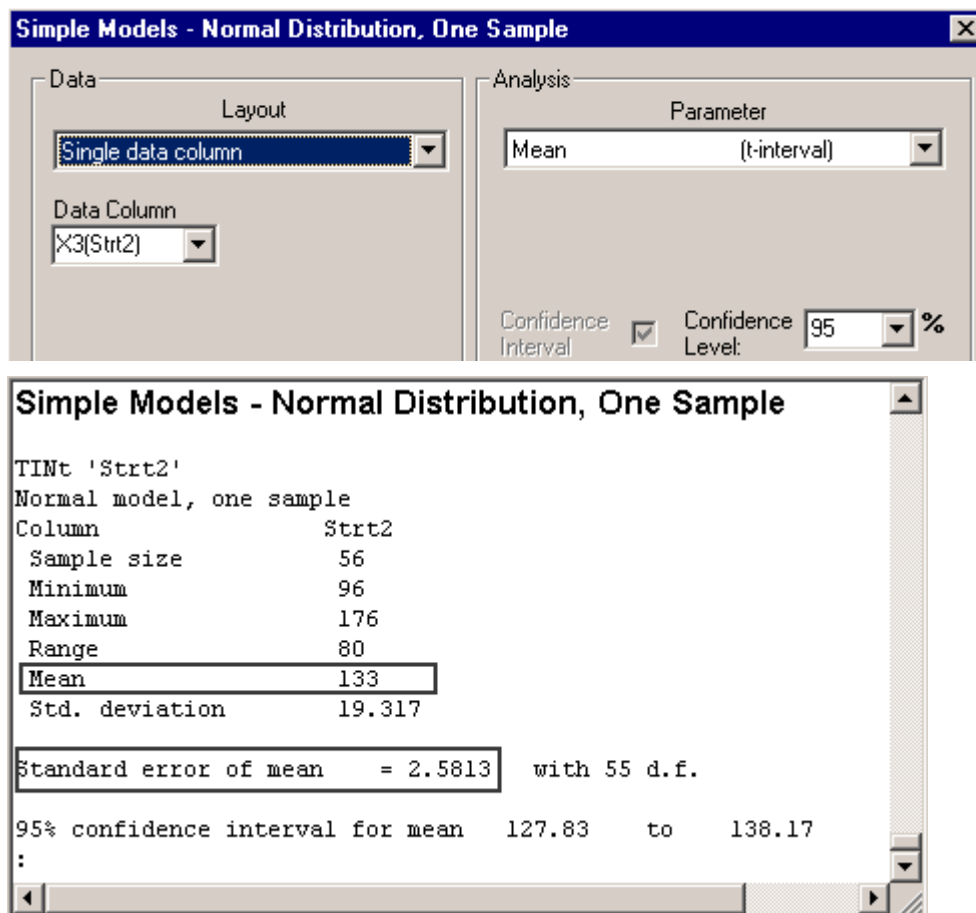 Simple Models - Normal Distribution, One Sample
Data
Layout
Single data column
Data Column
X3(Strt2)
Analysis
Parameter
Mean (t-interval)
Confidence Interval
Confidence Level: 95 %
Simple Models - Normal Distribution, One Sample
TINt 'Strt2'
Normal model, one sample
Column Strt2
Sample size 56
Minimum 96
Maximum 176
Range 80
Mean 133
Std. deviation 19.317
Standard error of mean = 2.5813 with 55 d.f.
95% confidence interval for mean 127.83 to 138.17
: